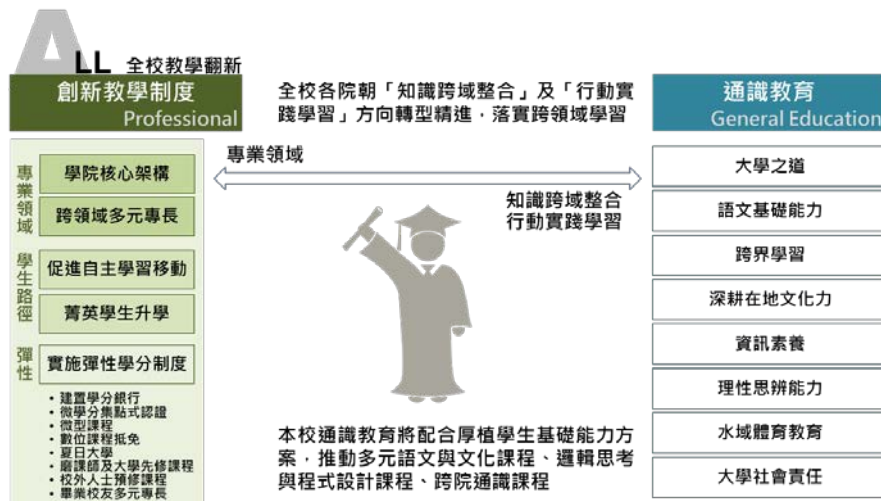 ALL 全校教學翻新
創新教學制度
Professional
全校各院朝「知識跨域整合」及「行動實
踐學習」方向轉型精進，落實跨領域學習
通識教育
General Education
專業領域
學院核心架構
跨領域多元專長
學生路徑
促進自主學習移動
菁英學生升學
彈性
實施彈性學分制度
• 建置學分銀行
• 微學分集點式認證
• 微型課程
• 數位課程抵免
• 夏日大學
• 磨課師及大學先修課程
• 校外人士預修課程
• 畢業校友多元專長
專業領域
知識跨域整合
行動實踐學習
本校通識教育將配合厚植學生基礎能力方
案，推動多元語文與文化課程、邏輯思考
與程式設計課程、跨院通識課程
大學之道
語文基礎能力
跨界學習
深耕在地文化力
資訊素養
理性思辨能力
水域體育教育
大學社會責任